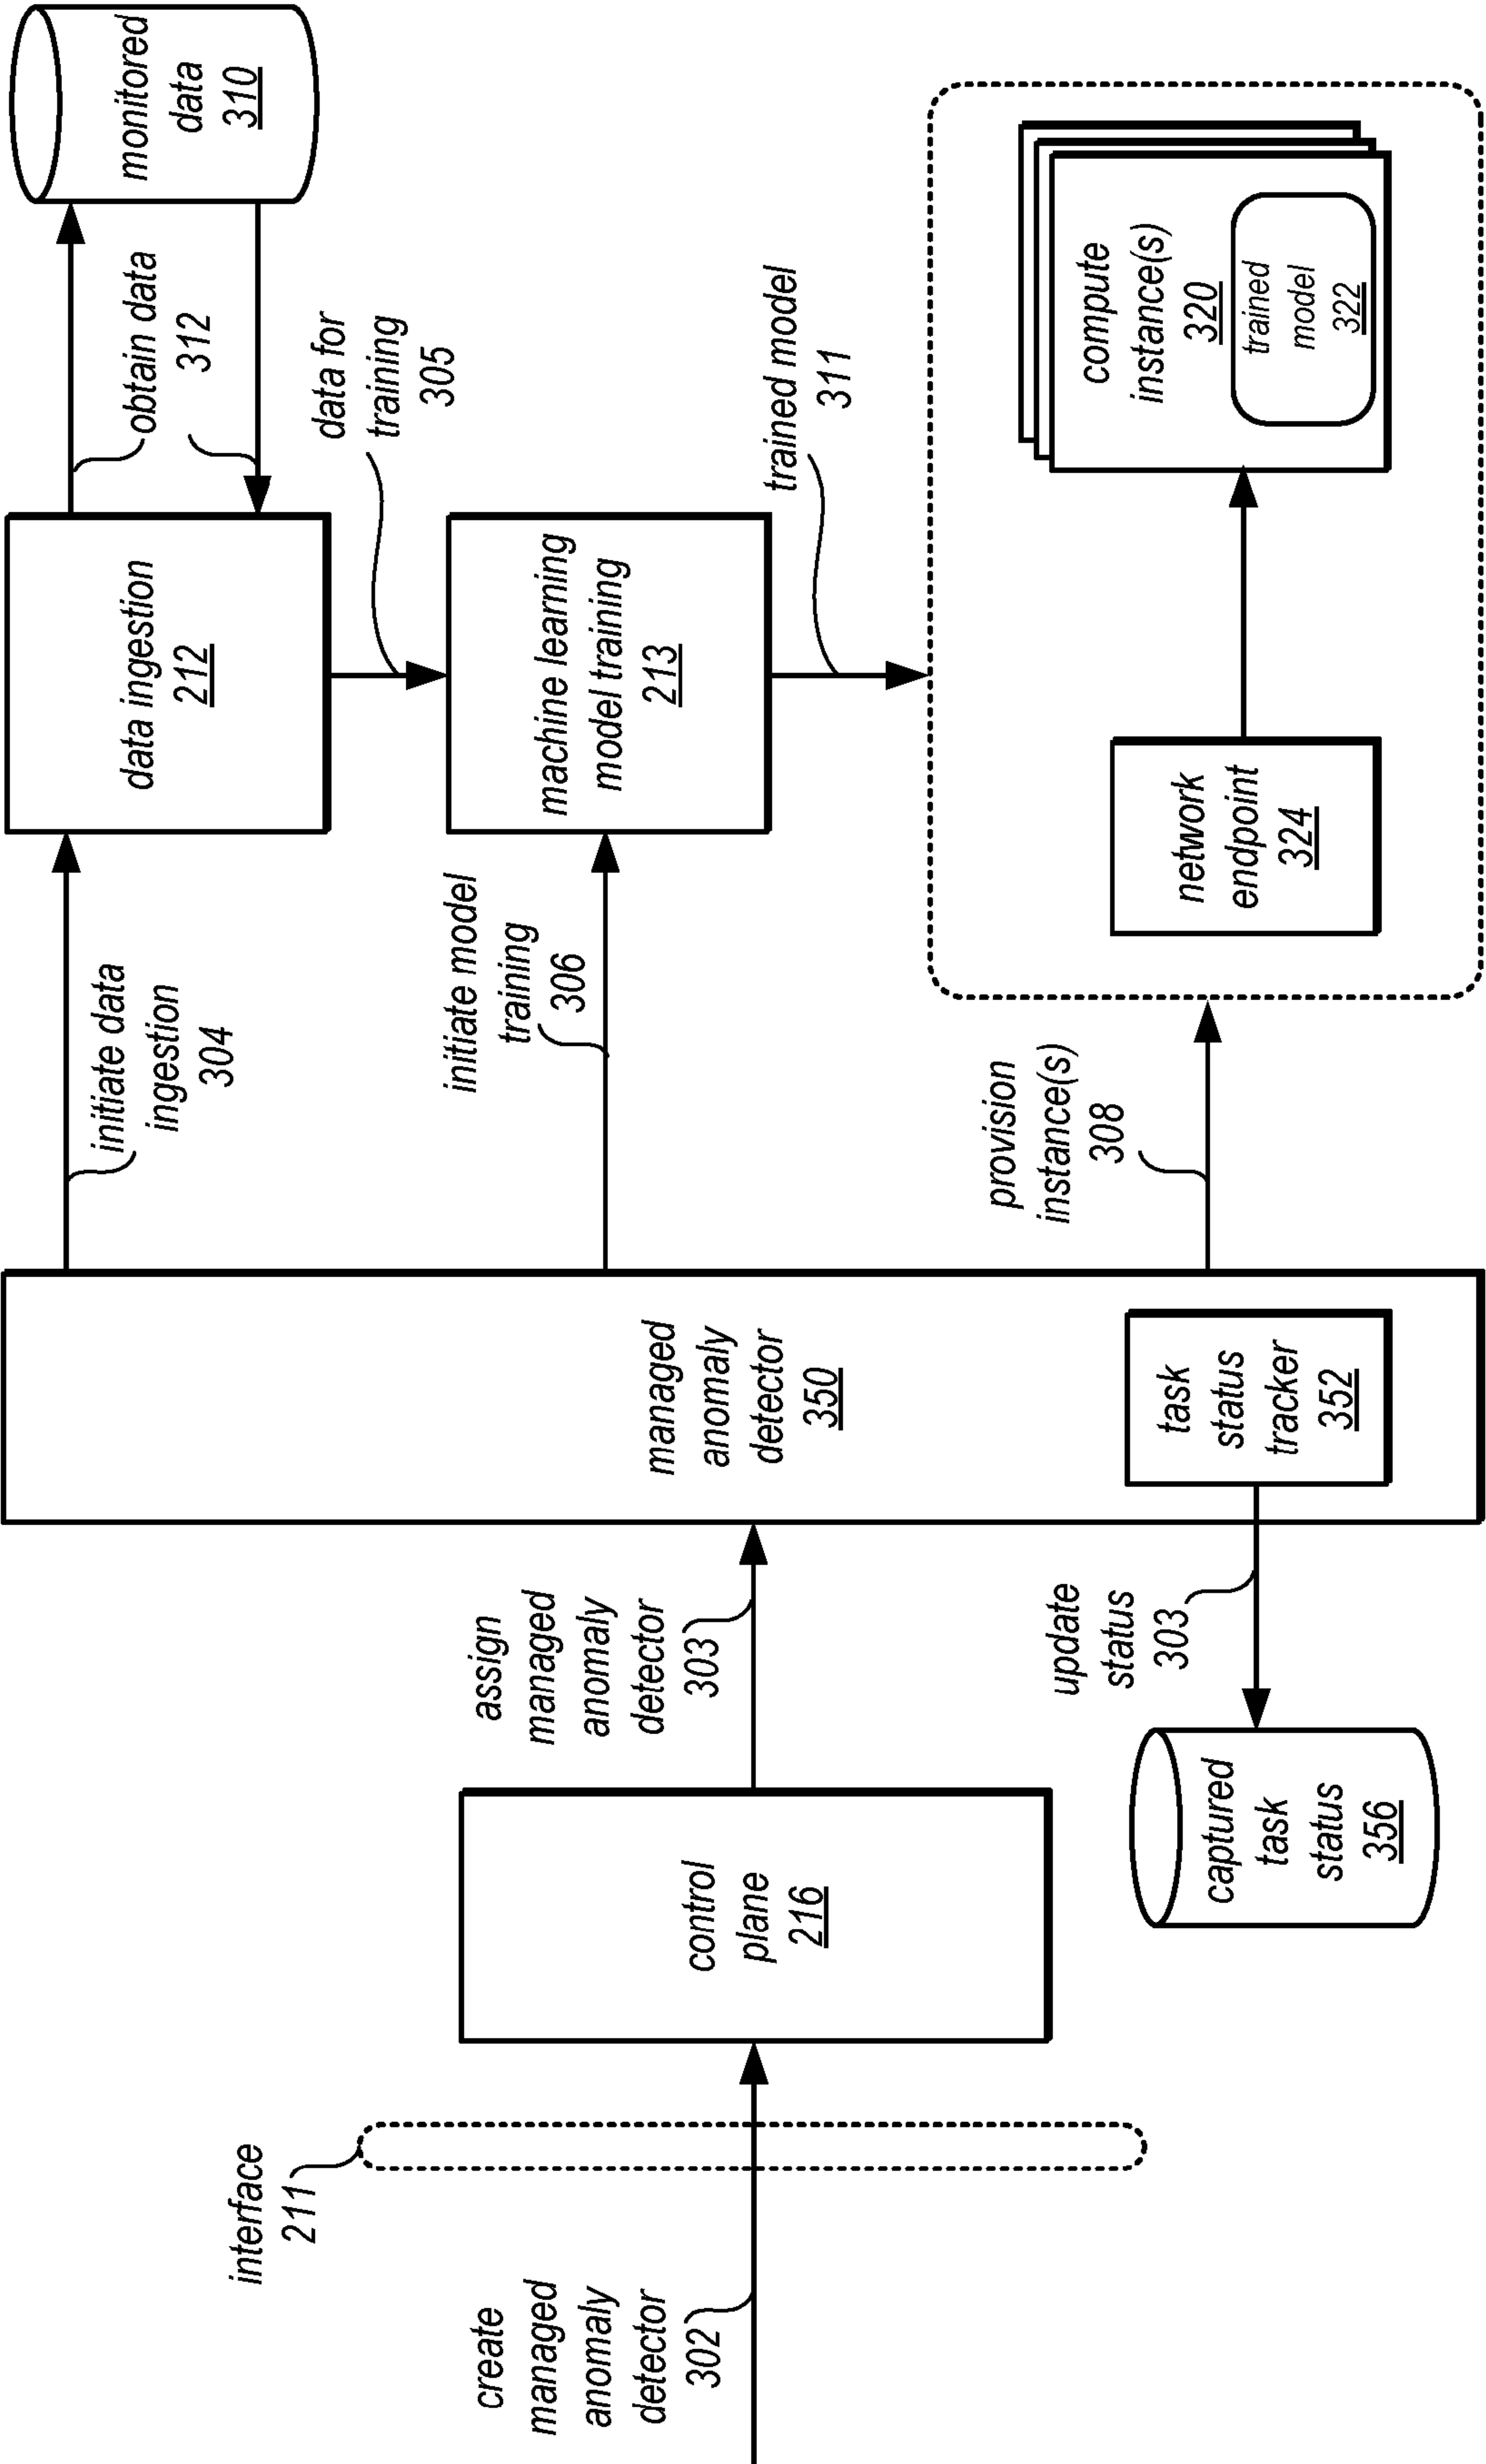 create
managed
anomaly
detector
302
interface
211
control
plane
216
assign
managed
anomaly
detector
303
managed
anomaly
detector
350
task
status
tracker
352
update
status
303
captured
task
status
356
initiate data
ingestion
304
initiate model
training
306
provision
instance(s)
308
data ingestion
212
obtain data
312
monitored
data
310
data for
training
305
machine learning
model training
213
trained model
311
network
endpoint
324
compute
instance(s)
320
trained
model
322